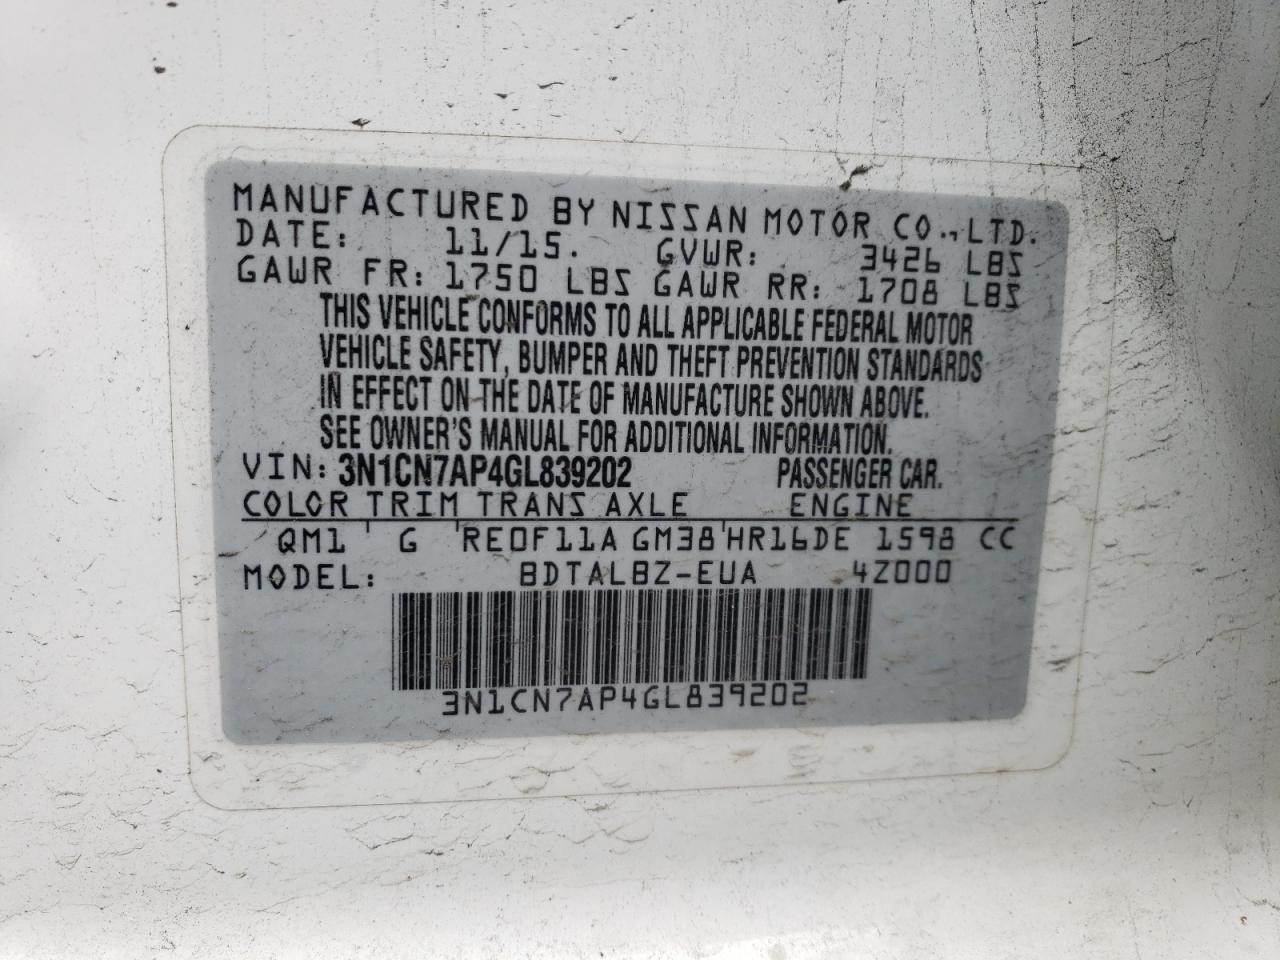 MANUFACTURED BY NISSAN MOTOR CO.,LTD.
DATE: 11/15. GVWR: 3426 LBS
GAWR FR: 1750 LBS GAWR RR: 1708 LBS
THIS VEHICLE CONFORMS TO ALL APPLICABLE FEDERAL MOTOR
VEHICLE SAFETY, BUMPER AND THEFT PREVENTION STANDARDS
IN EFFECT ON THE DATE OF MANUFACTURE SHOWN ABOVE.
SEE OWNER'S MANUAL FOR ADDITIONAL INFORMATION.
VIN: 3N1CN7AP4GL839202 PASSENGER CAR.
COLOR TRIM TRANS AXLE ENGINE
QM1 ' G ' RE0F11A GM38 ' HR16DE 1598 CC
MODEL: BDTALBZ-EUA 4Z000
3N1CN7AP4GL839202